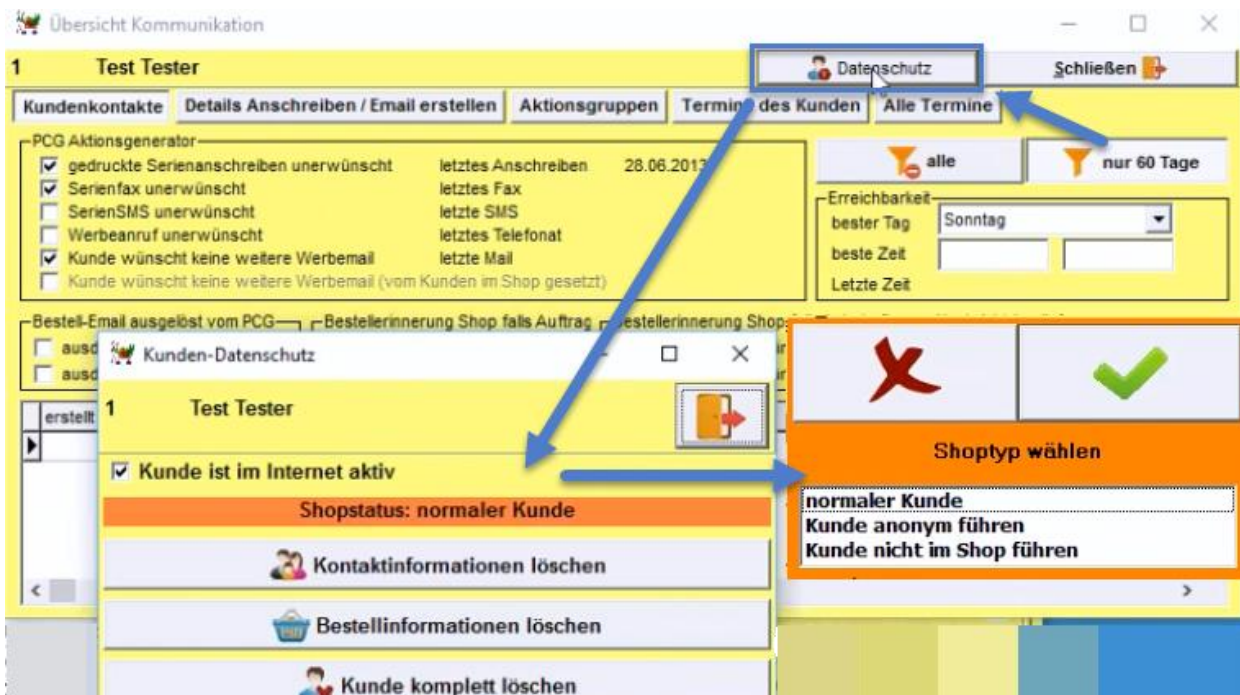 Übersicht Kommunikation
1 Test Tester
Datenschutz
Schließen
Kundenkontakte Details Anschreiben / Email erstellen Aktionsgruppen Termine des Kunden Alle Termine
PCG Aktionsgenerator
gedruckte Serienanschreiben unerwünscht letztes Anschreiben 28.06.2013
Serienfax unerwünscht letztes Fax
SerienSMS unerwünscht letzte SMS
Werbeanruf unerwünscht letztes Telefonat
Kunde wünscht keine weitere Werbemail letzte Mail
Kunde wünscht keine weitere Werbemail (vom Kunden im Shop gesetzt)
alle nur 60 Tage
Erreichbarkeit
bester Tag Sonntag
beste Zeit
Letzte Zeit
Bestell-Email ausgelöst vom PCG Bestellerinnerung Shop falls Auftrag Bestellerinnerung Shop
erstellt
Kunden-Datenschutz
1 Test Tester
Kunde ist im Internet aktiv
Shopstatus: normaler Kunde
Kontaktinformationen löschen
Bestellinformationen löschen
Kunde komplett löschen
Shoptyp wählen
normaler Kunde
Kunde anonym führen
Kunde nicht im Shop führen